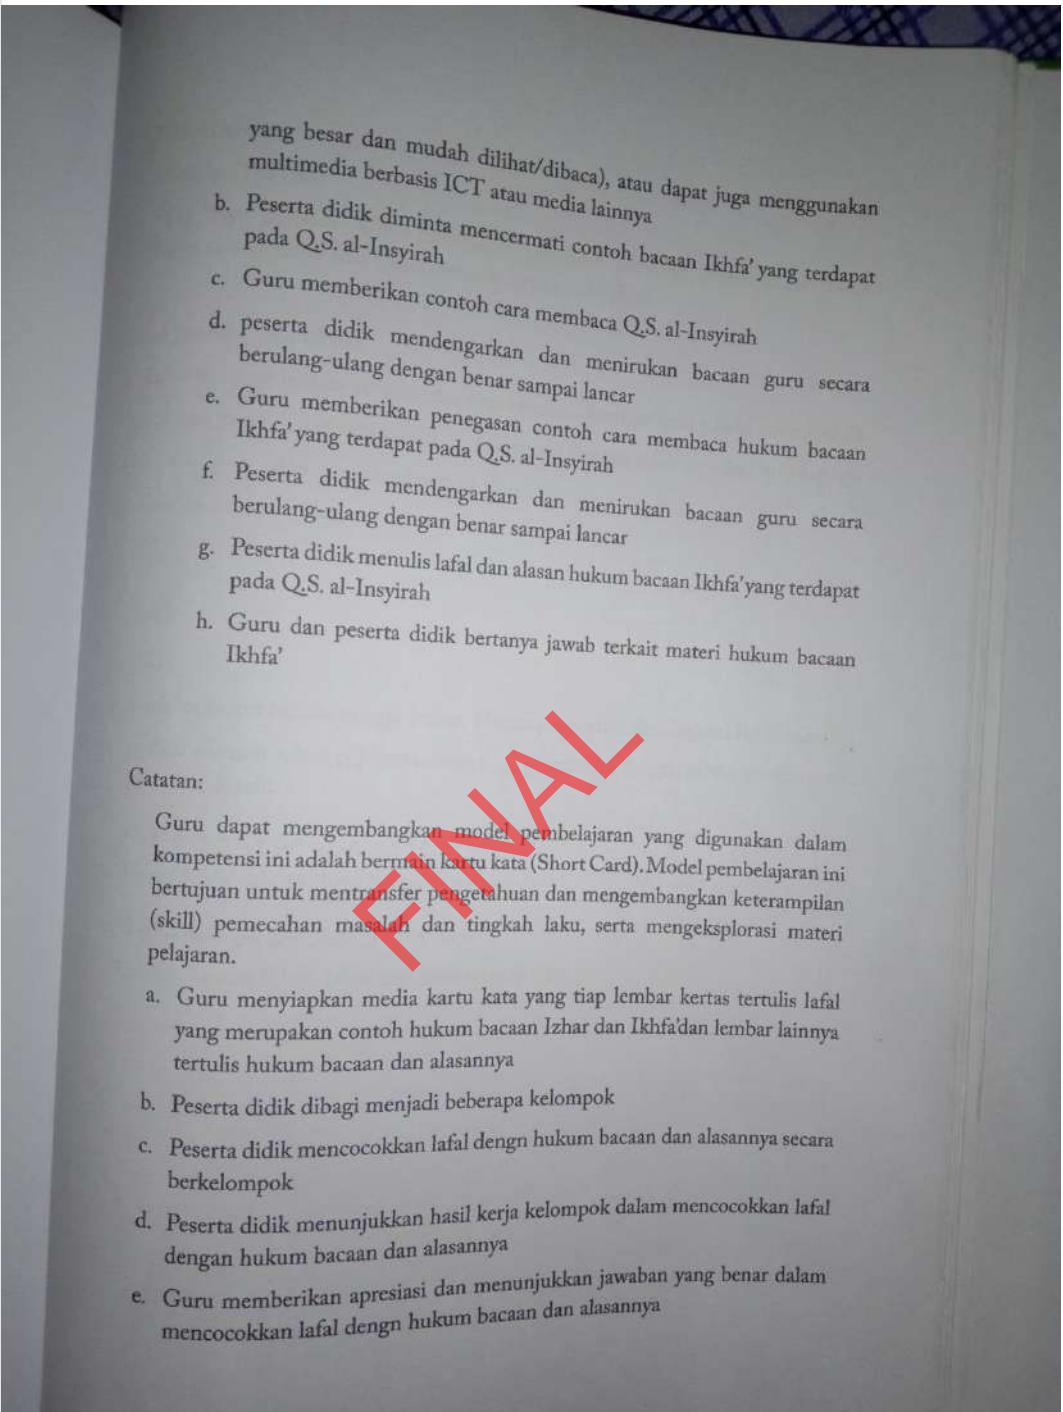 yang besar dan mudah dilihat/dibaca), atau dapat juga menggunakan
multimedia berbasis ICT atau media lainnya
b. Peserta didik diminta mencermati contoh bacaan Ikhfa' yang terdapat
pada Q.S. al-Insyirah
c. Guru memberikan contoh cara membaca Q.S. al-Insyirah
d. peserta didik mendengarkan dan menirukan bacaan guru secara
berulang-ulang dengan benar sampai lancar
e. Guru memberikan penegasan contoh cara membaca hukum bacaan
Ikhfa' yang terdapat pada Q.S. al-Insyirah
f. Peserta didik mendengarkan dan menirukan bacaan guru secara
berulang-ulang dengan benar sampai lancar
g. Peserta didik menulis lafal dan alasan hukum bacaan Ikhfa'yang terdapat
pada Q.S. al-Insyirah
h. Guru dan peserta didik bertanya jawab terkait materi hukum bacaan
Ikhfa'
Catatan:
Guru dapat mengembangkan model pembelajaran yang digunakan dalam
kompetensi ini adalah bermain kartu kata (Short Card). Model pembelajaran ini
bertujuan untuk mentransfer pengetahuan dan mengembangkan keterampilan
(skill) pemecahan masalah dan tingkah laku, serta mengeksplorasi materi
pelajaran.
FINAL
a. Guru menyiapkan media kartu kata yang tiap lembar kertas tertulis lafal
yang merupakan contoh hukum bacaan Izhar dan Ikhfa'dan lembar lainnya
tertulis hukum bacaan dan alasannya
b. Peserta didik dibagi menjadi beberapa kelompok
c. Peserta didik mencocokkan lafal dengn hukum bacaan dan alasannya secara
berkelompok
d. Peserta didik menunjukkan hasil kerja kelompok dalam mencocokkan lafal
dengan hukum bacaan dan alasannya
e. Guru memberikan apresiasi dan menunjukkan jawaban yang benar dalam
mencocokkan lafal dengn hukum bacaan dan alasannya